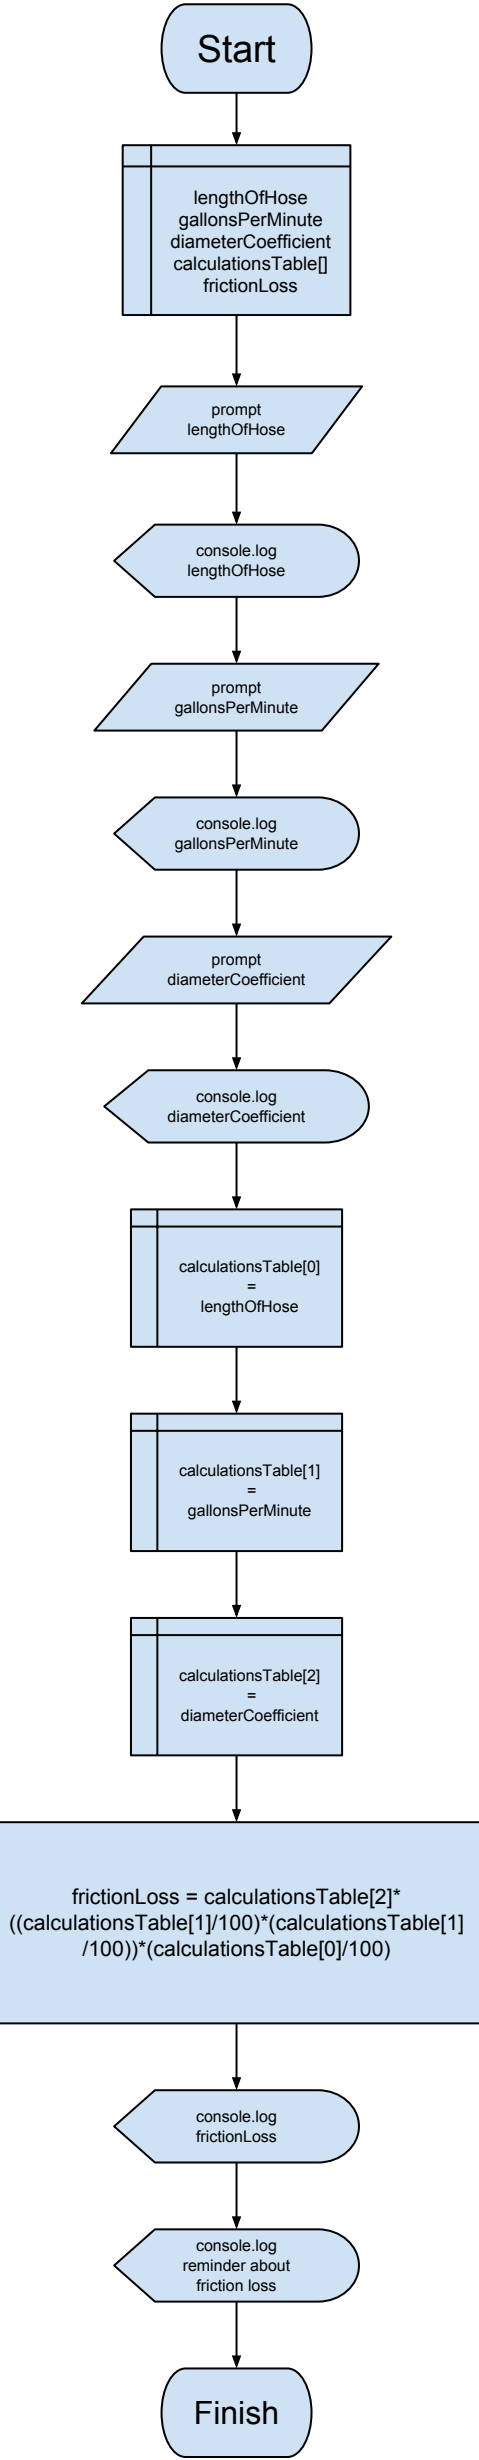 Start
lengthOfHose
gallonsPerMinute
diameterCoefficient
calculationsTable[]
frictionLoss
prompt
lengthOfHose
console.log
lengthOfHose
prompt
gallonsPerMinute
console.log
gallonsPerMinute
prompt
diameterCoefficient
console.log
diameterCoefficient
calculationsTable[0]
=
lengthOfHose
calculationsTable[1]
=
gallonsPerMinute
calculationsTable[2]
=
diameterCoefficient
frictionLoss = calculationsTable[2]*
((calculationsTable[1]/100)*(calculationsTable[1]
/100))*(calculationsTable[0]/100)
console.log
frictionLoss
console.log
reminder about
friction loss
Finish